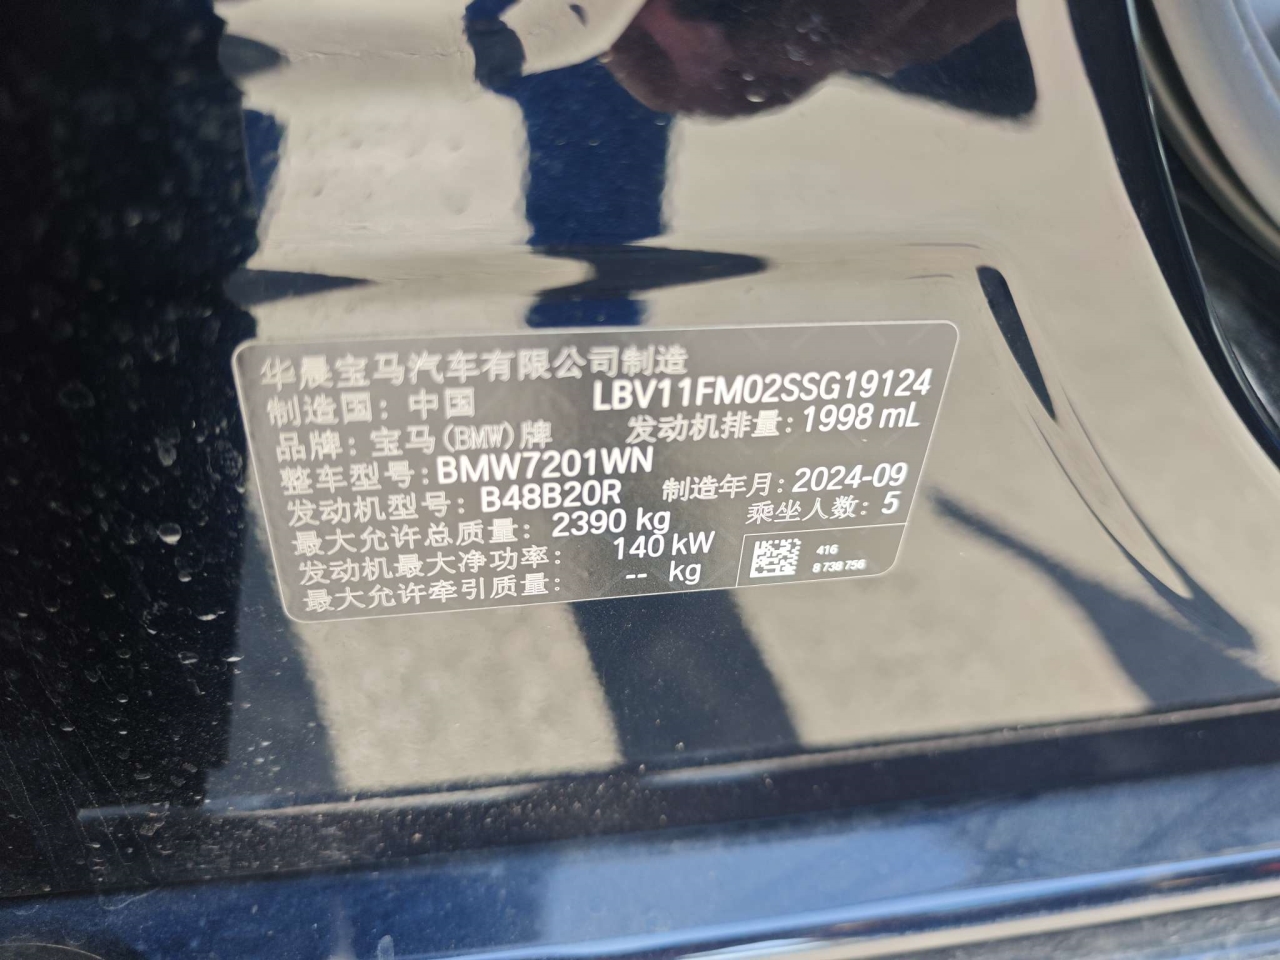 华晨宝马汽车有限公司制造
制造国: 中国 LBV11FM02SSG19124
品牌: 宝马(BMW)牌 发动机排量: 1998 mL
整车型号: BMW7201WN
发动机型号: B48B20R 制造年月: 2024-09
最大允许总质量: 2390 kg 乘坐人数: 5
发动机最大净功率: 140 kW
最大允许牵引质量: -- kg
416
8 738 756